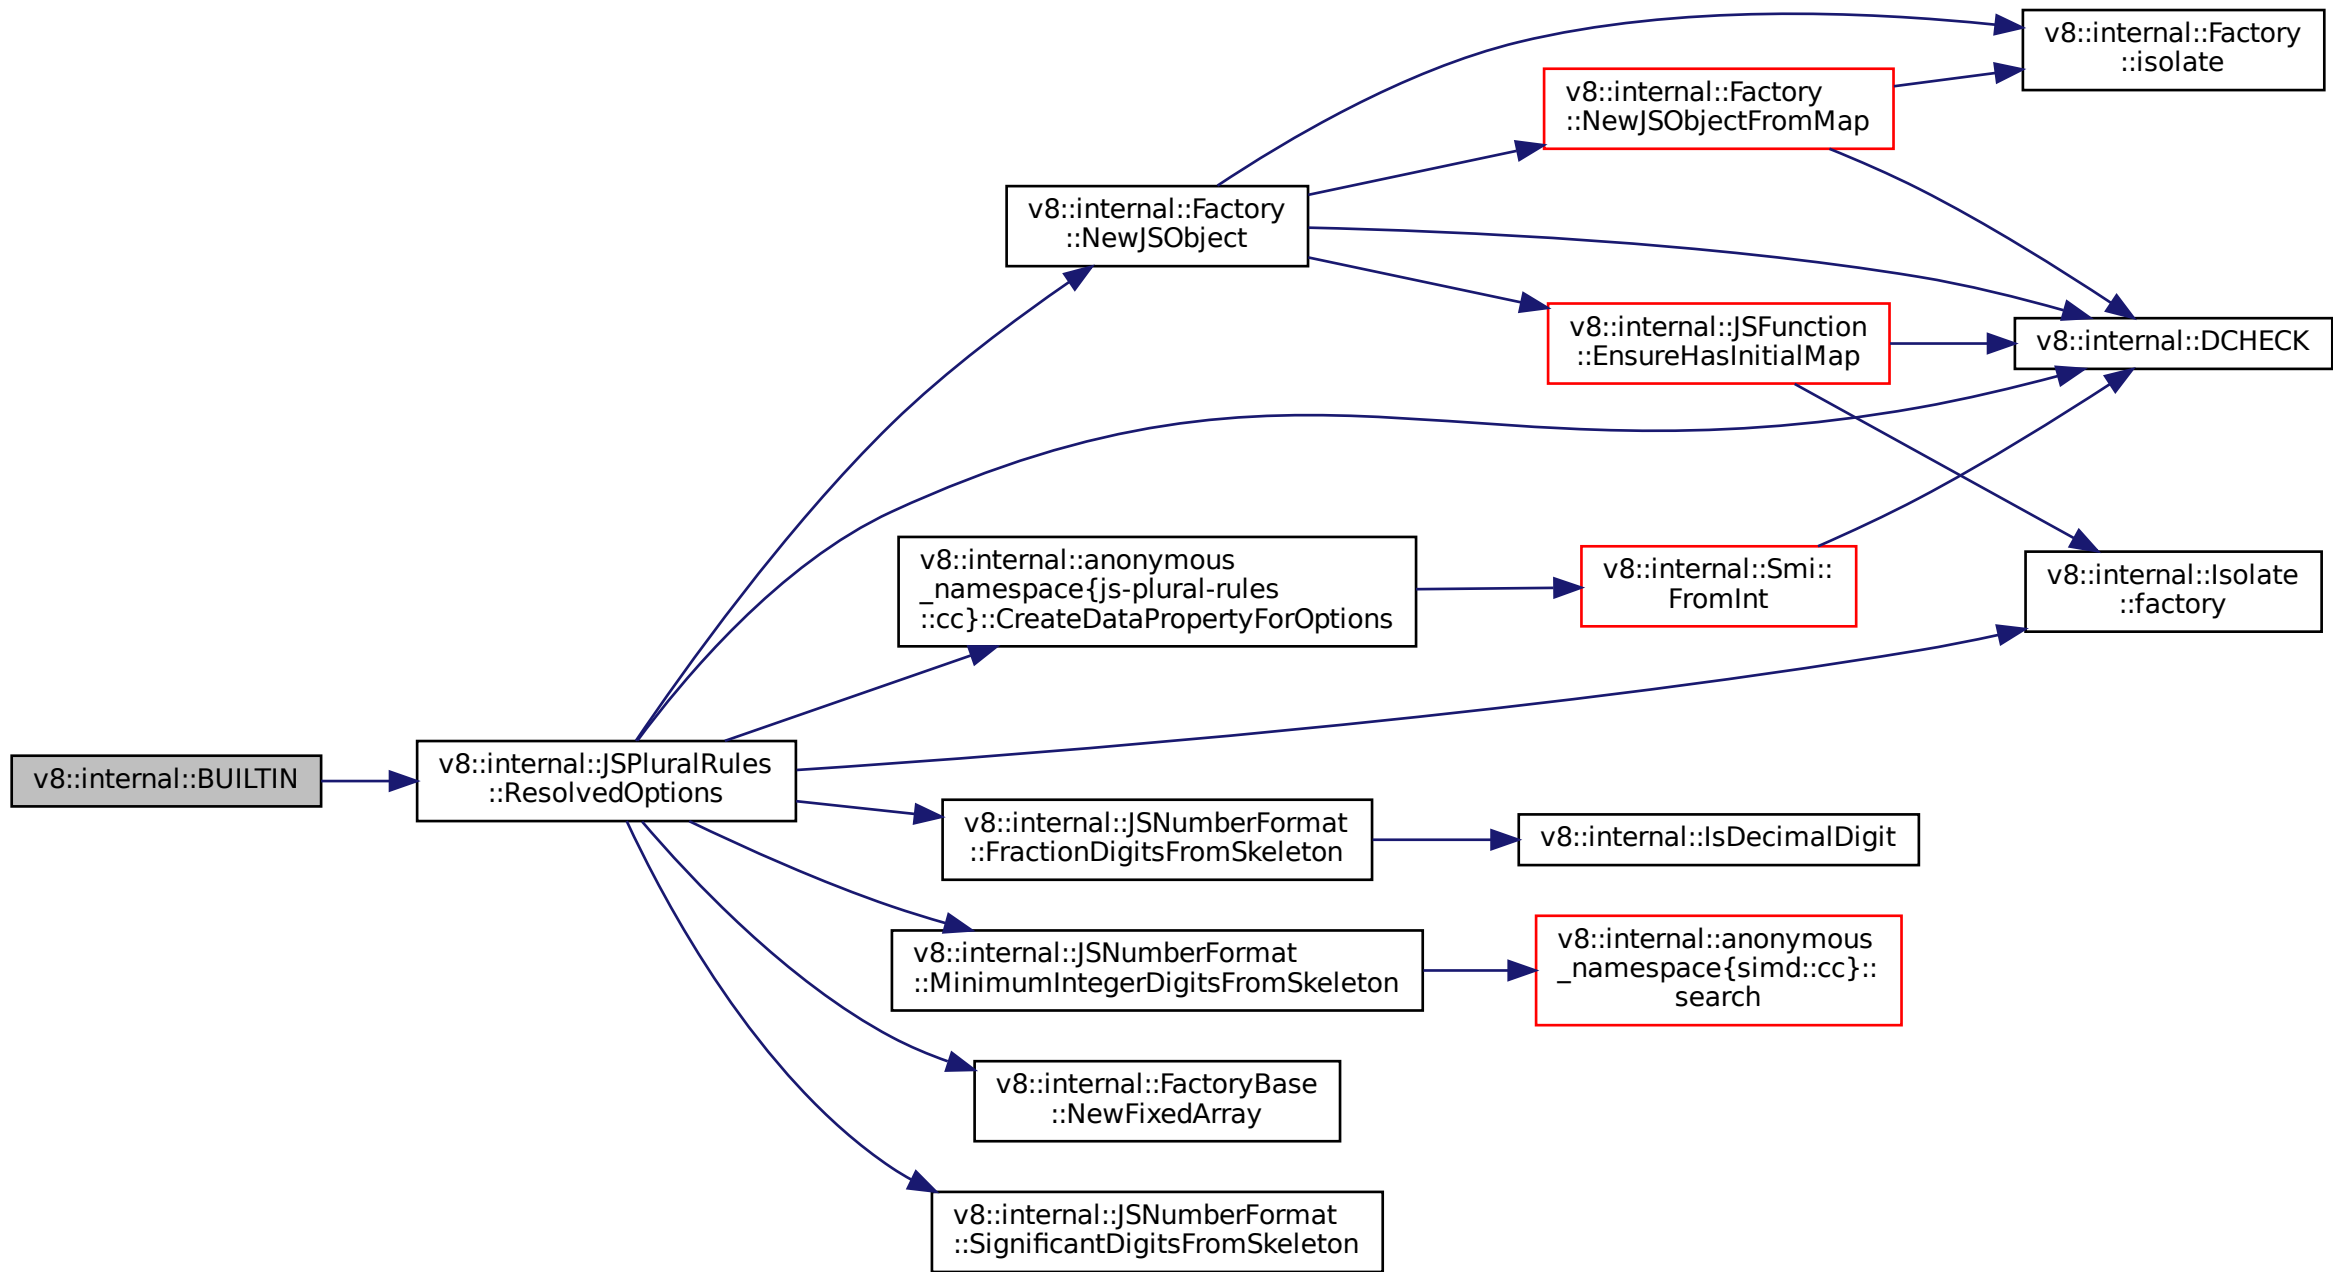 v8::internal::BUILTIN
v8::internal::JSPluralRules
::ResolvedOptions
v8::internal::Factory
::NewJSObject
v8::internal::anonymous
_namespace{js-plural-rules
::cc}::CreateDataPropertyForOptions
v8::internal::JSNumberFormat
::FractionDigitsFromSkeleton
v8::internal::JSNumberFormat
::MinimumIntegerDigitsFromSkeleton
v8::internal::FactoryBase
::NewFixedArray
v8::internal::JSNumberFormat
::SignificantDigitsFromSkeleton
v8::internal::Factory
::NewJSObjectFromMap
v8::internal::JSFunction
::EnsureHasInitialMap
v8::internal::Smi::
FromInt
v8::internal::IsDecimalDigit
v8::internal::anonymous
_namespace{simd::cc}::
search
v8::internal::Factory
::isolate
v8::internal::DCHECK
v8::internal::Isolate
::factory